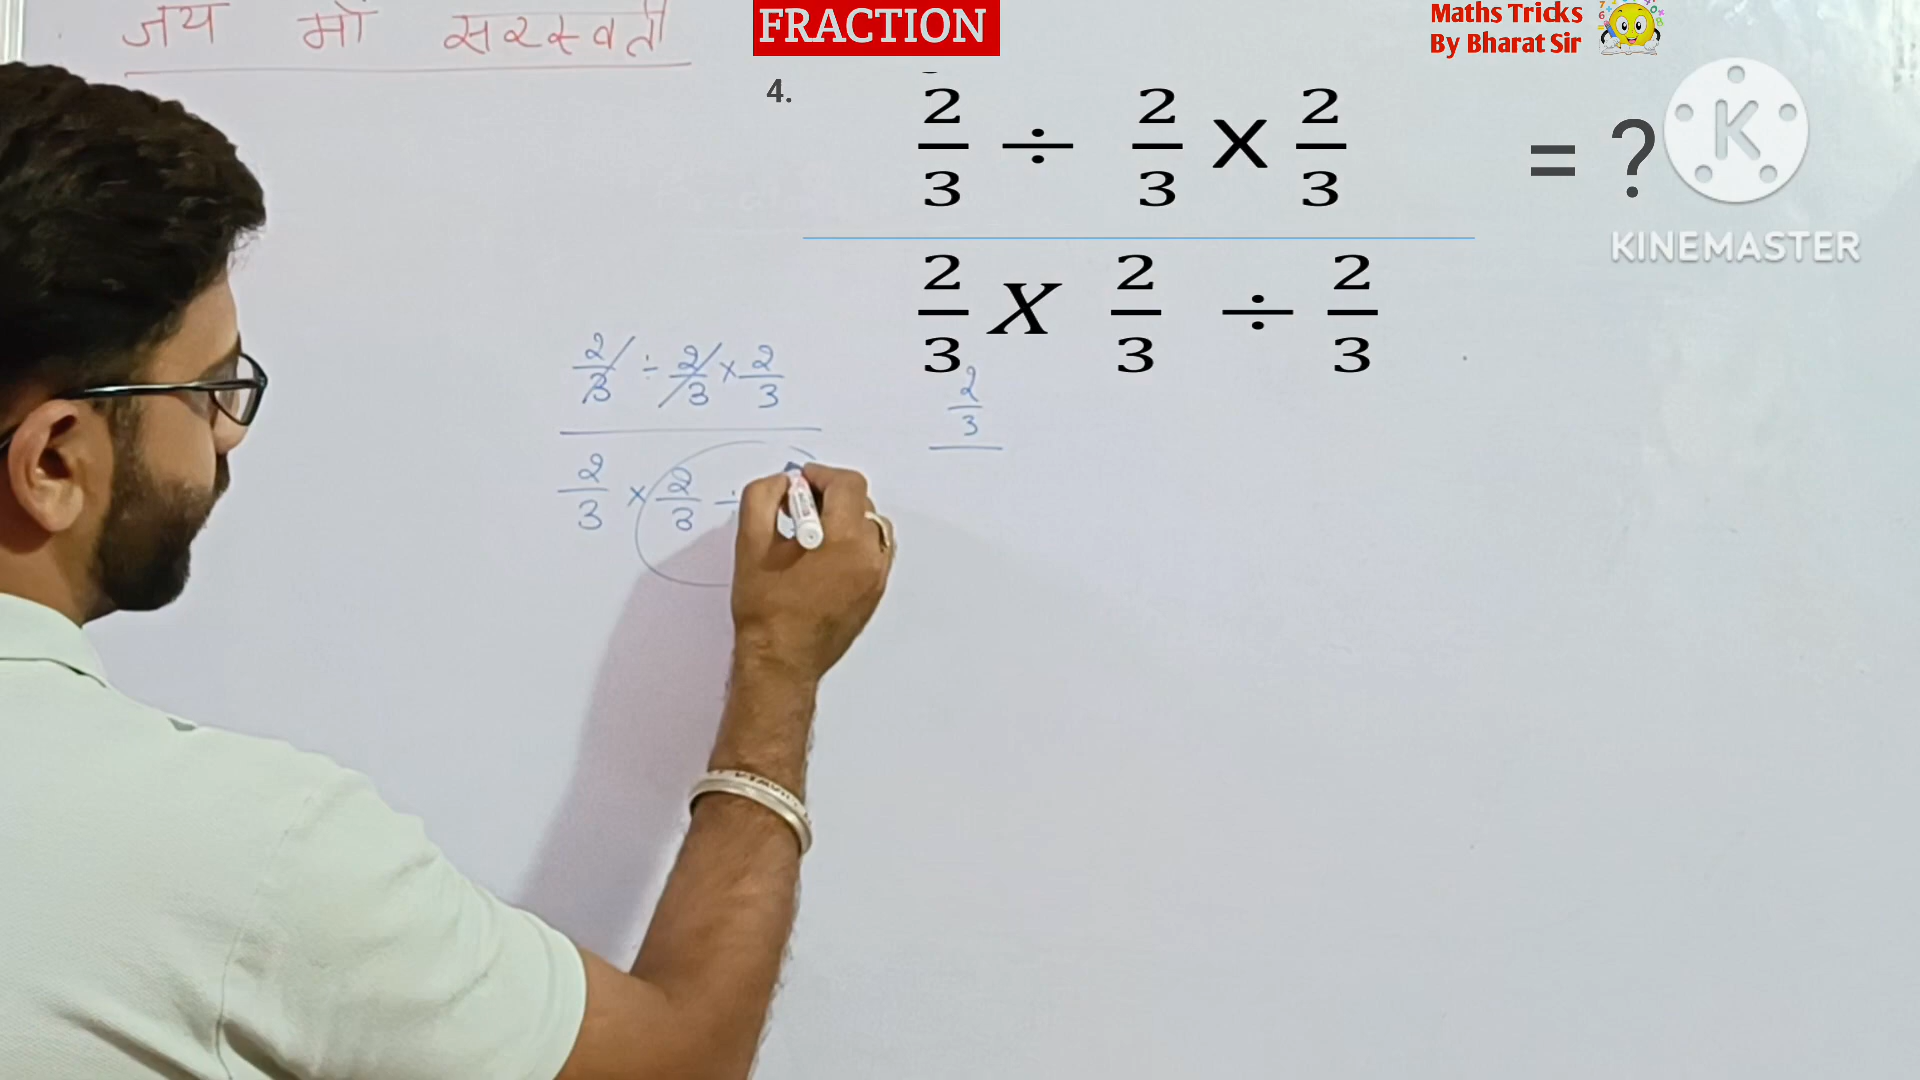 जय माँ सरस्वती
FRACTION
Maths Tricks
By Bharat Sir
4.
2/3 ÷ 2/3 X 2/3
= ?
2/3 X 2/3 ÷ 2/3
K
KINEMASTER
2/3 ÷ 2/3 × 2/3
2/3 × 2/3 ÷
2/3